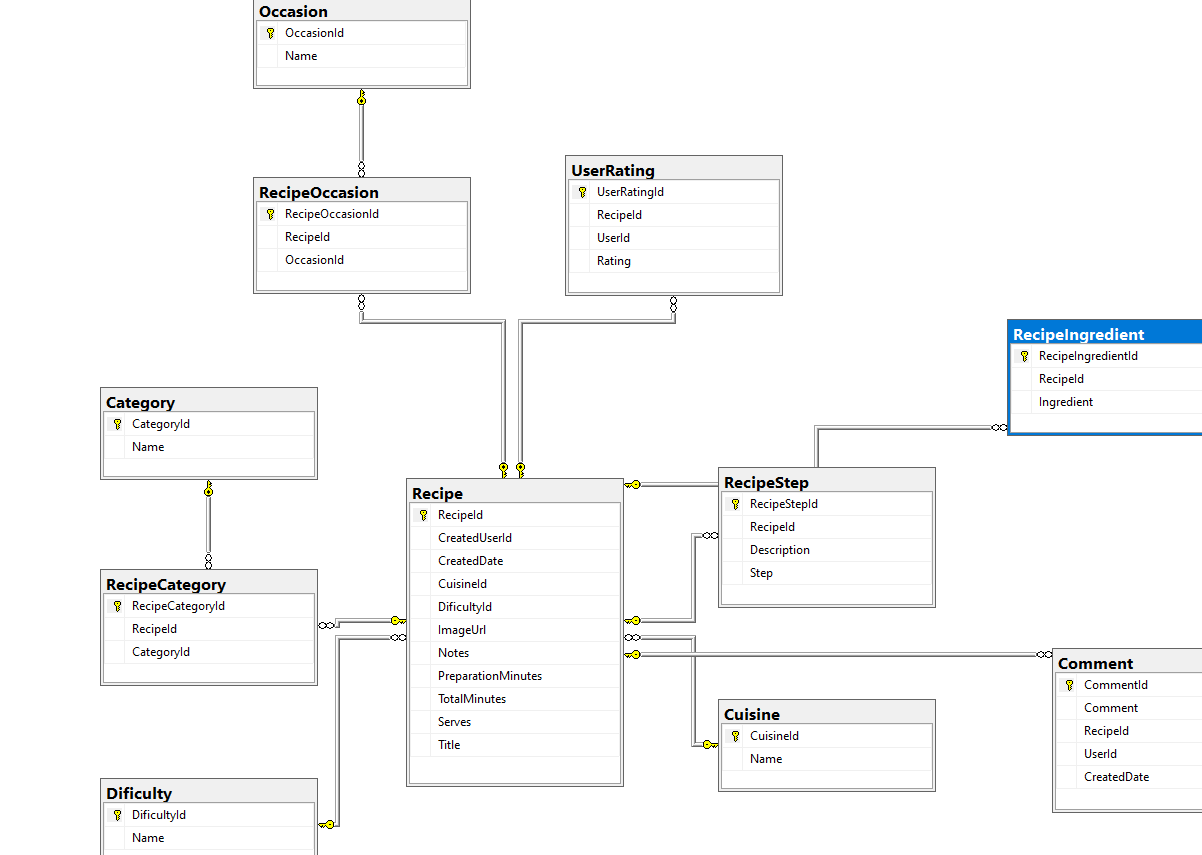 Occasion
OccasionId
Name
RecipeOccasion
RecipeOccasionId
RecipeId
OccasionId
UserRating
UserRatingId
RecipeId
UserId
Rating
RecipeIngredient
RecipeIngredientId
RecipeId
Ingredient
Category
CategoryId
Name
Recipe
RecipeId
CreatedUserId
CreatedDate
CuisineId
DificultyId
ImageUrl
Notes
PreparationMinutes
TotalMinutes
Serves
Title
RecipeStep
RecipeStepId
RecipeId
Description
Step
RecipeCategory
RecipeCategoryId
RecipeId
CategoryId
Comment
CommentId
Comment
RecipeId
UserId
CreatedDate
Cuisine
CuisineId
Name
Dificulty
DificultyId
Name